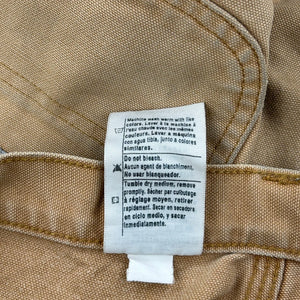 Machine wash warm with like
colors. Laver à la machine à
l'eau chaude avec les mêmes
couleurs. Lavar a máquina
con agua tibia, junto a colores
similares.
Do not bleach.
Aucun agent de blanchiment.
No usar blanqueador.
Tumble dry medium, remove
promptly. Sécher par culbutage
à réglage moyen, retirer
rapidement. Secar en secadora
en ciclo medio, y sacar
inmediatamente.